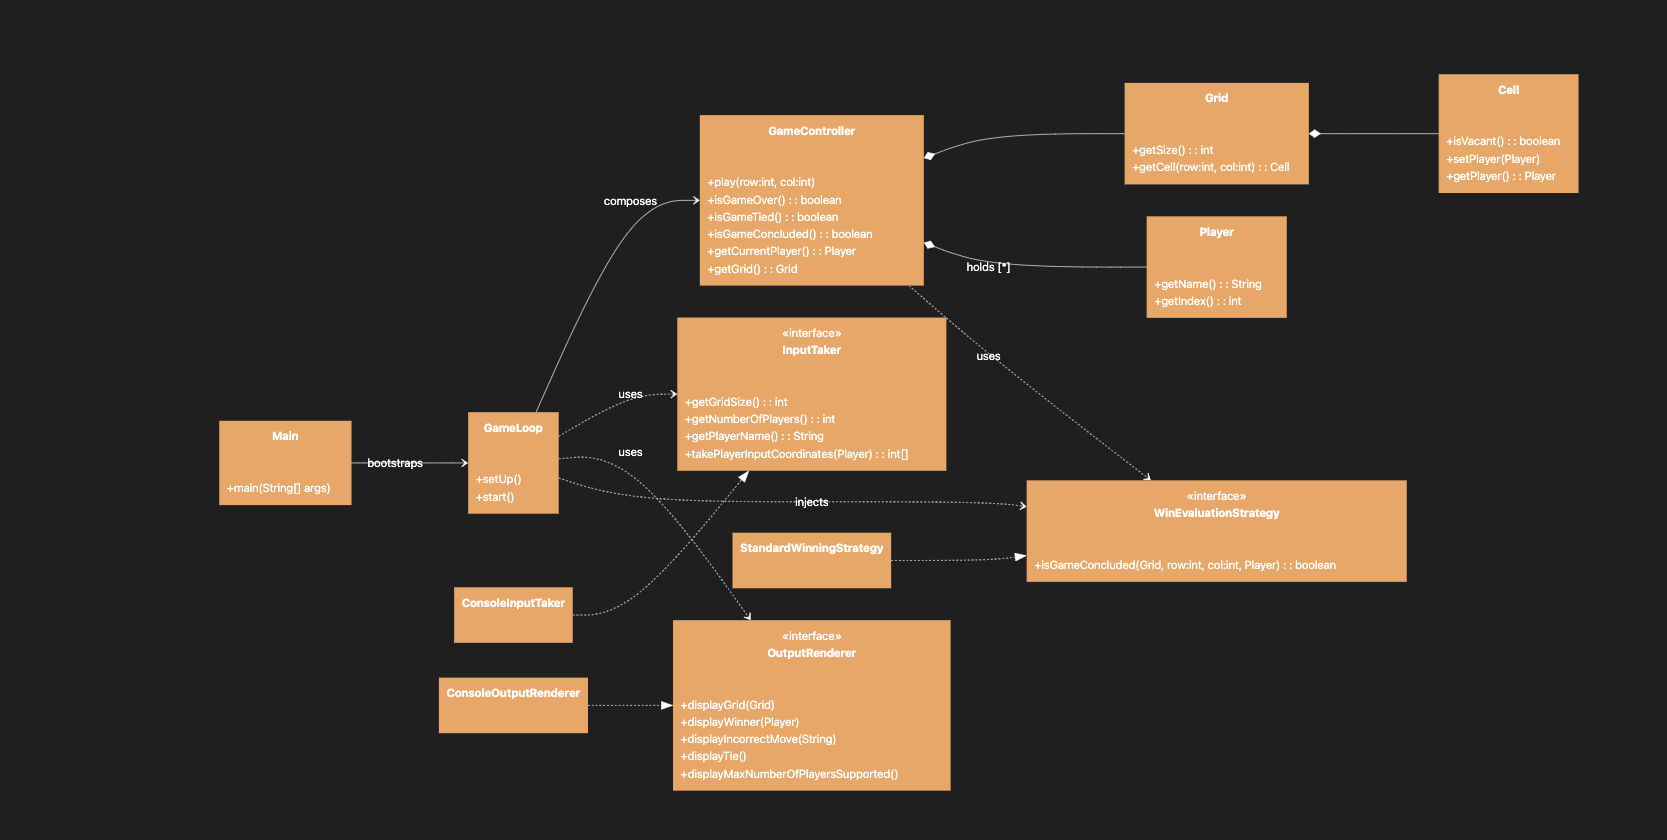 Main
+main(String[] args)
bootstraps
GameLoop
+setUp()
+start()
composes
uses
uses
injects
GameController
+play(row:int, col:int)
+isGameOver() : : boolean
+isGameTied() : : boolean
+isGameConcluded() : : boolean
+getCurrentPlayer() : : Player
+getGrid() : : Grid
holds [*]
uses
Grid
+getSize() : : int
+getCell(row:int, col:int) : : Cell
Cell
+isVacant() : : boolean
+setPlayer(Player)
+getPlayer() : : Player
Player
+getName() : : String
+getIndex() : : int
«interface»
InputTaker
+getGridSize() : : int
+getNumberOfPlayers() : : int
+getPlayerName() : : String
+takePlayerInputCoordinates(Player) : : int[]
«interface»
WinEvaluationStrategy
+isGameConcluded(Grid, row:int, col:int, Player) : : boolean
StandardWinningStrategy
ConsoleInputTaker
ConsoleOutputRenderer
«interface»
OutputRenderer
+displayGrid(Grid)
+displayWinner(Player)
+displayIncorrectMove(String)
+displayTie()
+displayMaxNumberOfPlayersSupported()